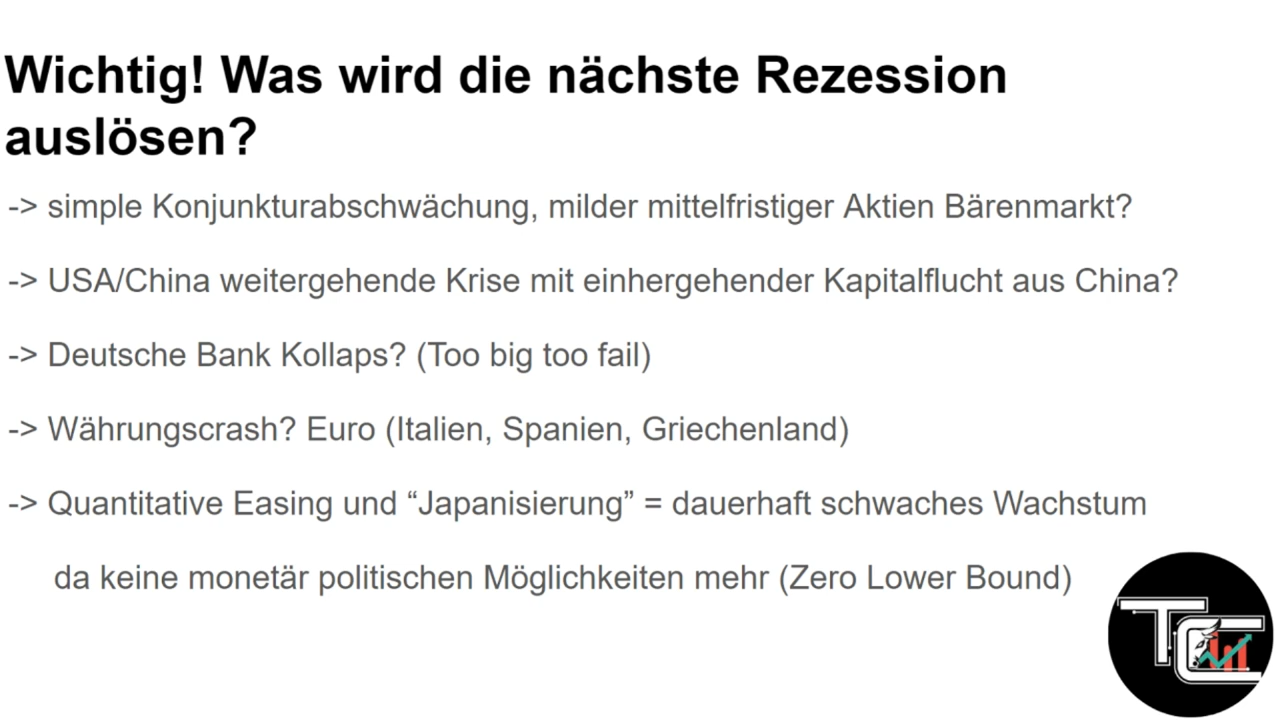 Wichtig! Was wird die nächste Rezession
auslösen?
-> simple Konjunkturabschwächung, milder mittelfristiger Aktien Bärenmarkt?
-> USA/China weitergehende Krise mit einhergehender Kapitalflucht aus China?
-> Deutsche Bank Kollaps? (Too big too fail)
-> Währungscrash? Euro (Italien, Spanien, Griechenland)
-> Quantitative Easing und “Japanisierung” = dauerhaft schwaches Wachstum
da keine monetär politischen Möglichkeiten mehr (Zero Lower Bound)
TC